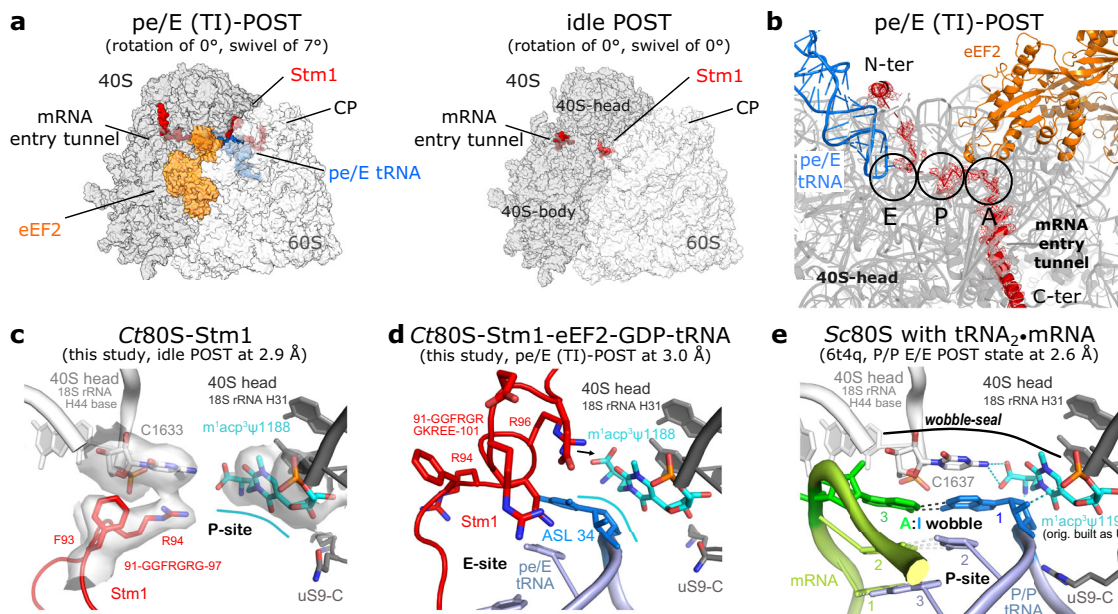 a
pe/E (TI)-POST
(rotation of 0°, swivel of 7°)
40S
Stm1
CP
mRNA
entry tunnel
pe/E tRNA
eEF2
60S
idle POST
(rotation of 0°, swivel of 0°)
40S
Stm1
40S-head
CP
mRNA
entry tunnel
40S-body
60S
b
pe/E (TI)-POST
N-ter
eEF2
pe/E
tRNA
E
P
A
mRNA
entry
tunnel
40S-head
C-ter
c
Ct80S-Stm1
(this study, idle POST at 2.9 Å)
40S head
18S rRNA
H44 base
40S head
18S rRNA H31
C1633
m¹acp³ψ1188
P-site
F93
R94
91-GGFRGRG-97
Stm1
uS9-C
d
Ct80S-Stm1-eEF2-GDP-tRNA
(this study, pe/E (TI)-POST at 3.0 Å)
40S head
18S rRNA H31
91-GGFRGR
GKREE-101
R96
m¹acp³ψ1188
R94
Stm1
ASL 34
E-site
pe/E
tRNA
uS9-C
e
Sc80S with tRNA₂•mRNA
(6t4q, P/P E/E POST state at 2.6 Å)
40S head
18S rRNA
H44 base
40S head
18S rRNA H31
wobble-seal
C1637
3
A:I wobble
1
m¹acp³ψ119
(orig. built as U
2
2
mRNA
P-site
1
3
P/P
tRNA
uS9-C